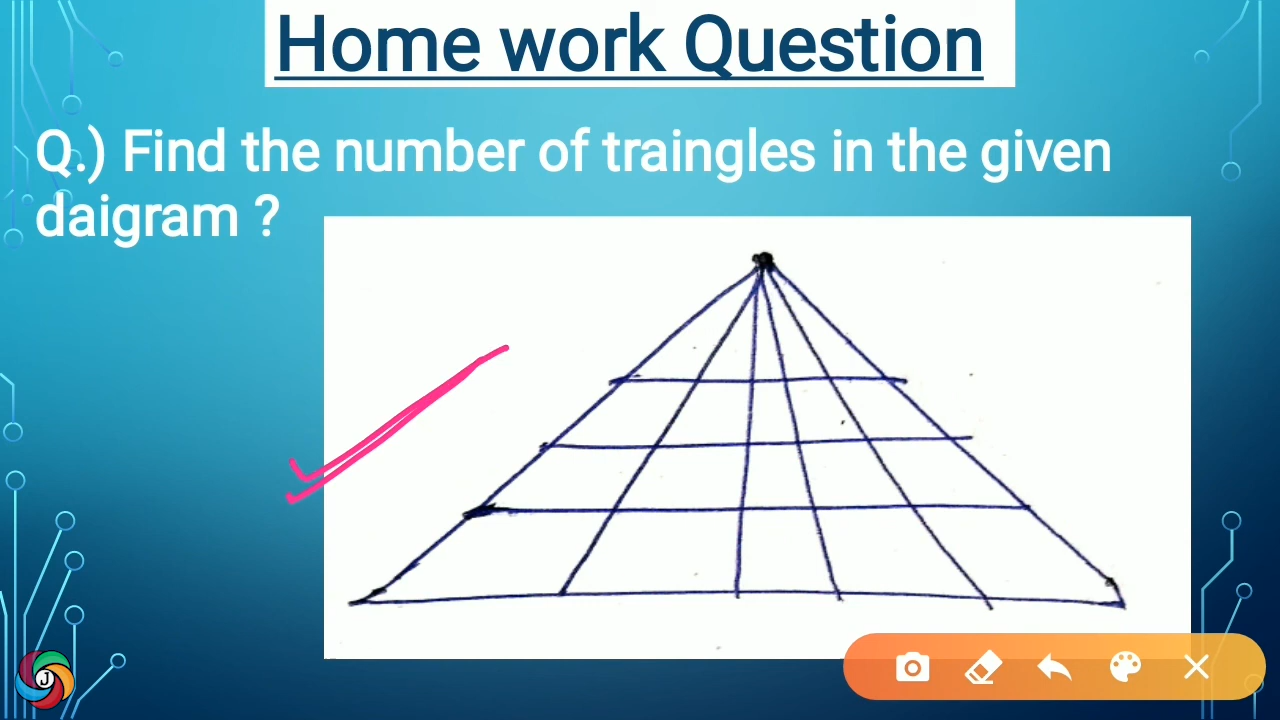 Home work Question
Q.) Find the number of traingles in the given
daigram ?
J